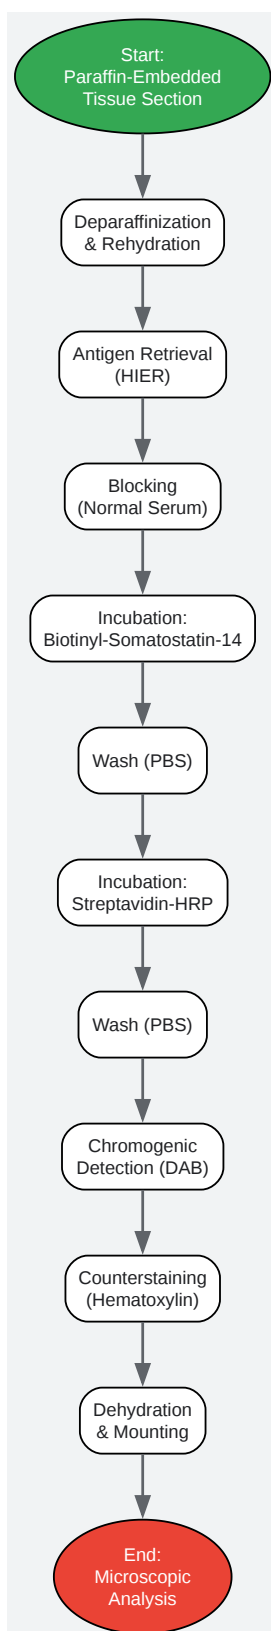 Start:
Paraffin-Embedded
Tissue Section
Deparaffinization
& Rehydration
Antigen Retrieval
(HIER)
Blocking
(Normal Serum)
Incubation:
Biotinyl-Somatostatin-14
Wash (PBS)
Incubation:
Streptavidin-HRP
Wash (PBS)
Chromogenic
Detection (DAB)
Counterstaining
(Hematoxylin)
Dehydration
& Mounting
End:
Microscopic
Analysis